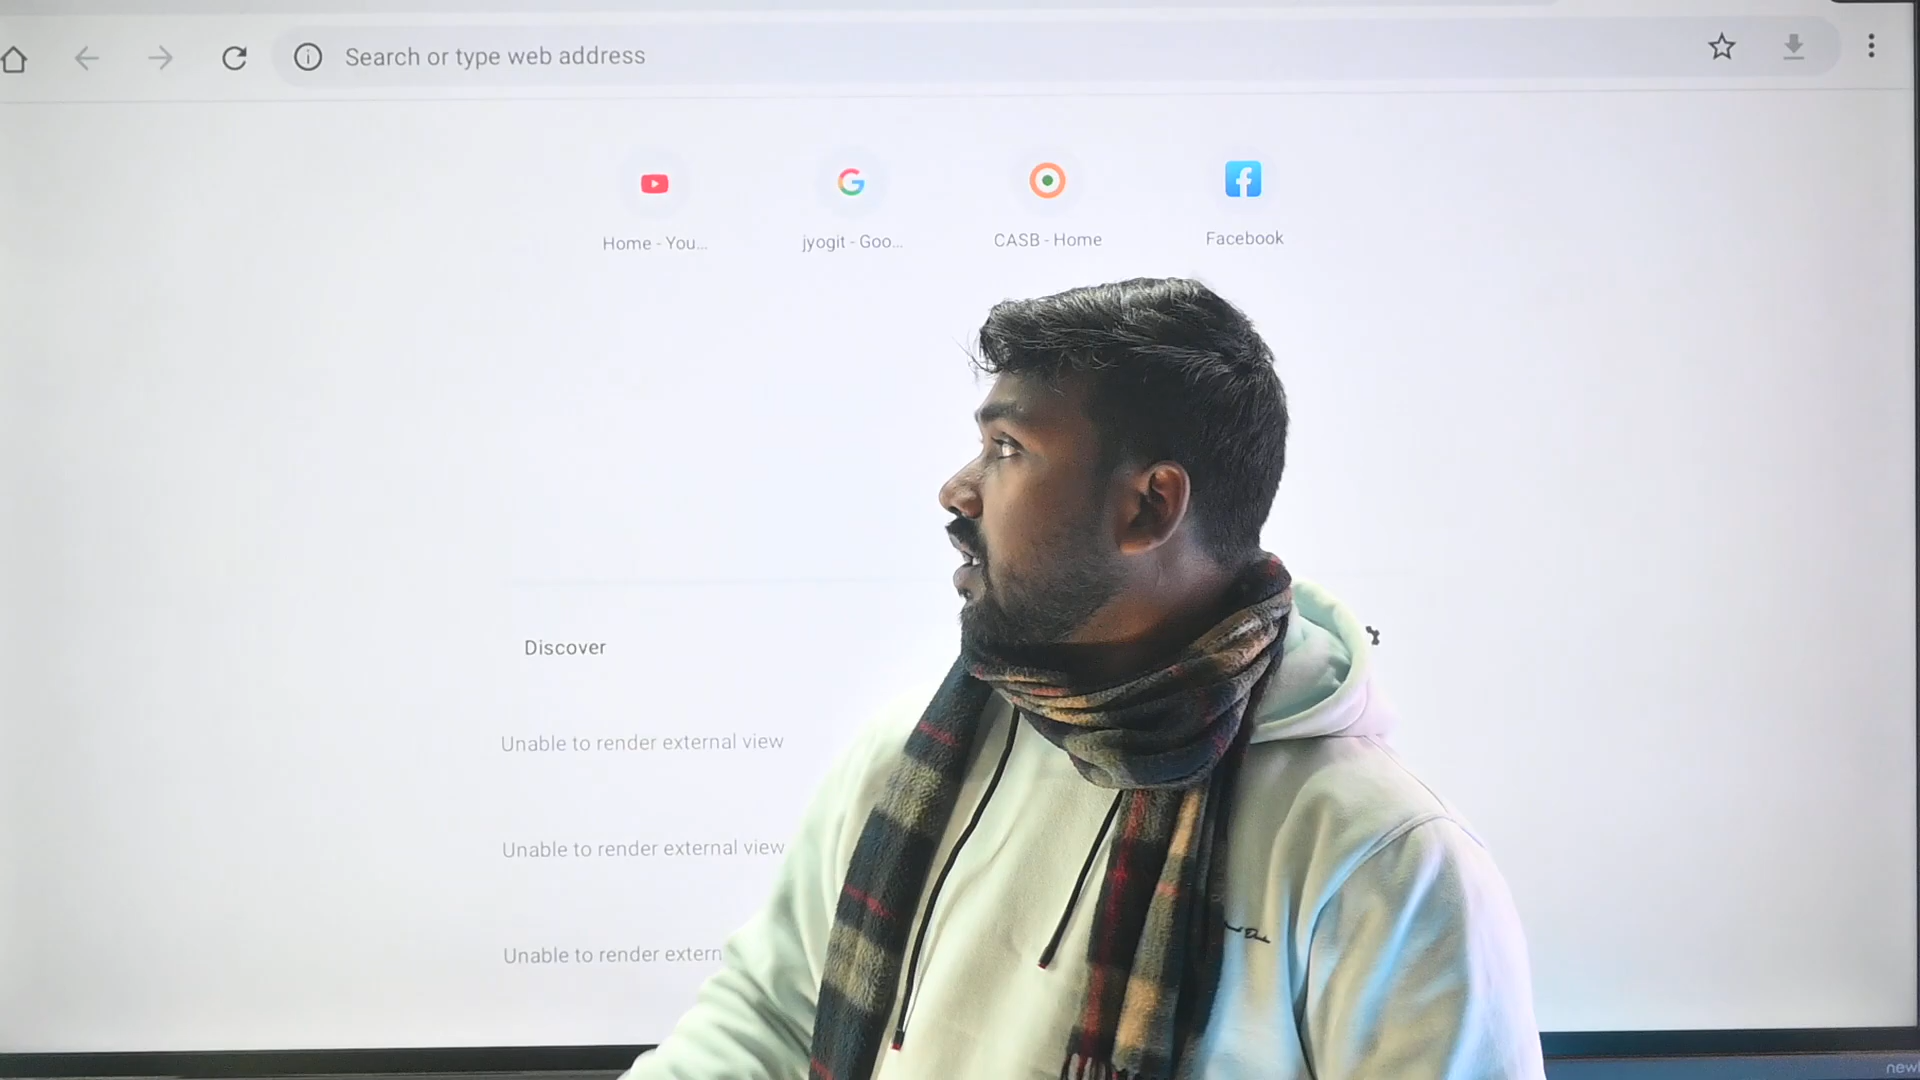 Search or type web address
Home - You...
jyogit - Goo...
CASB - Home
Facebook
Discover
Unable to render external view
Unable to render external view
Unable to render extern
newl